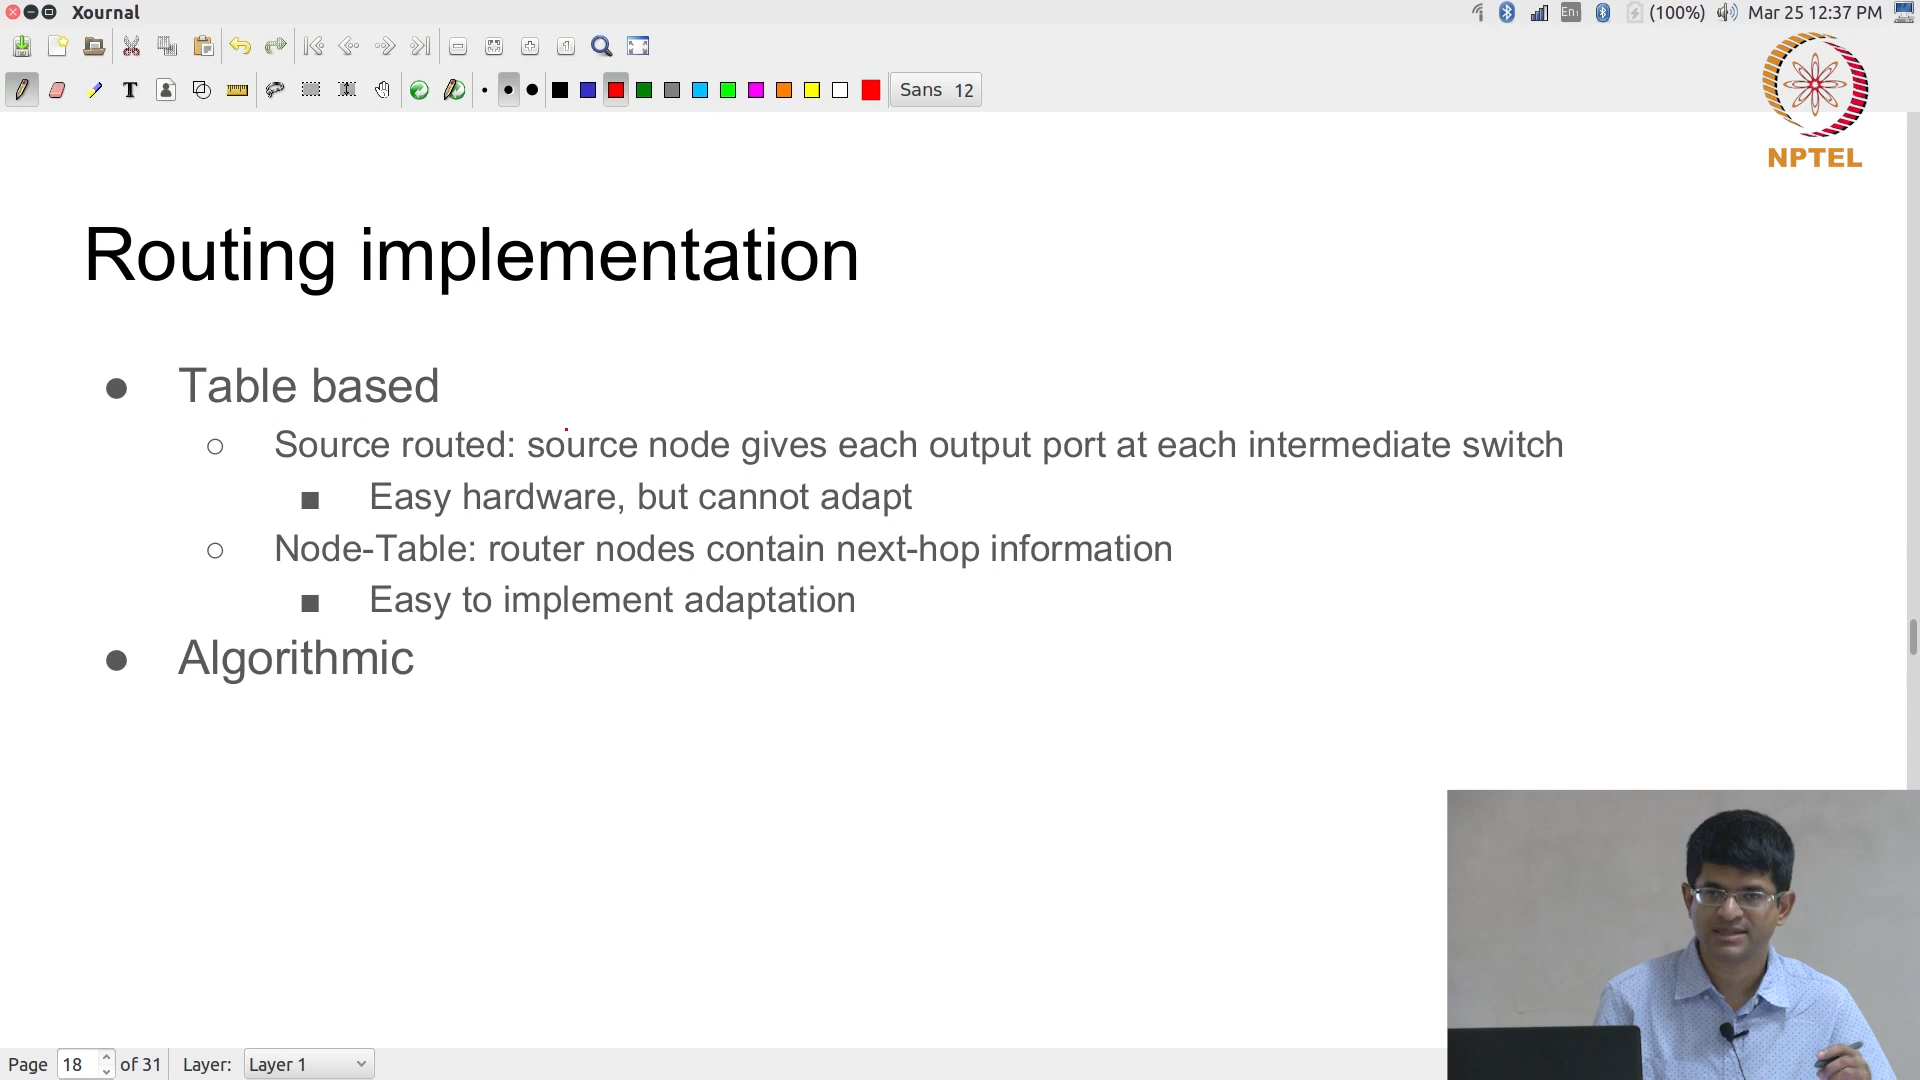 Xournal
En1
(100%)
Mar 25 12:37 PM
T
Sans 12
NPTEL
Routing implementation
● Table based
○ Source routed: source node gives each output port at each intermediate switch
■ Easy hardware, but cannot adapt
○ Node-Table: router nodes contain next-hop information
■ Easy to implement adaptation
● Algorithmic
Page 18 of 31 Layer: Layer 1